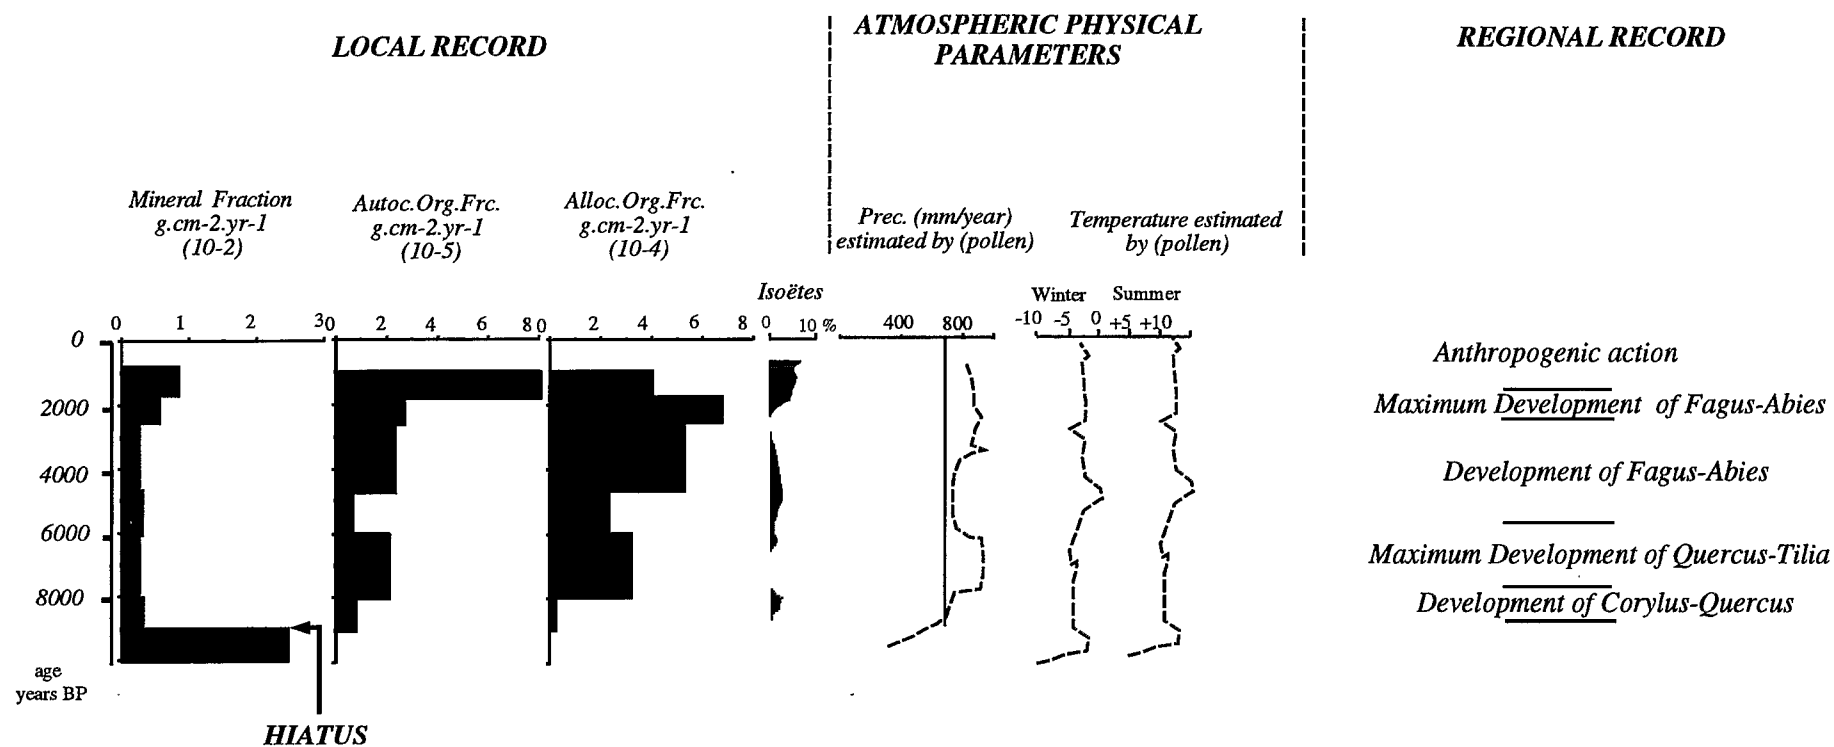 LOCAL RECORD
ATMOSPHERIC PHYSICAL
PARAMETERS
REGIONAL RECORD
Mineral Fraction
g.cm-2.yr-1
(10-2)
Autoc.Org.Frc.
g.cm-2.yr-1
(10-5)
Alloc.Org.Frc.
g.cm-2.yr-1
(10-4)
Prec. (mm/year)
estimated by (pollen)
Temperature estimated
by (pollen)
Isoëtes
Winter Summer
0 1 2 3
0 2 4 6 8
0 2 4 6 8
0 10 %
400 800
-10 -5 0 +5 +10
0
2000
4000
6000
8000
age
years BP
HIATUS
Anthropogenic action
Maximum Development of Fagus-Abies
Development of Fagus-Abies
Maximum Development of Quercus-Tilia
Development of Corylus-Quercus